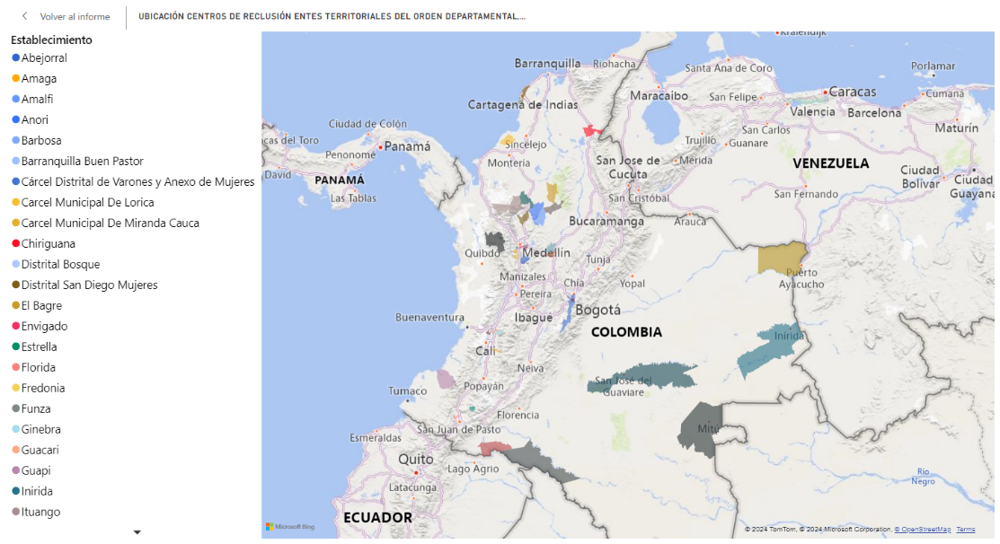 Volver al informe
UBICACIÓN CENTROS DE RECLUSIÓN ENTES TERRITORIALES DEL ORDEN DEPARTAMENTAL,...
Establecimiento
Abejorral
Amaga
Amalfi
Anori
Barbosa
Barranquilla Buen Pastor
Cárcel Distrital de Varones y Anexo de Mujeres
Carcel Municipal De Lorica
Carcel Municipal De Miranda Cauca
Chiriguana
Distrital Bosque
Distrital San Diego Mujeres
El Bagre
Envigado
Estrella
Florida
Fredonia
Funza
Ginebra
Guacari
Guapi
Inirida
Ituango
Kralendijk
Barranquilla
Riohacha
Santa Ana de Coro
Porlamar
Maracaibo
San Felipe
Caracas
Cumaná
Cartagena de Indias
Valencia
Barcelona
Ciudad de Colón
San Carlos
Maturín
ocas del Toro
Panamá
Sincelejo
Trujillo
Guanare
Penonomé
Montería
San Jose de
Cucuta
Merida
VENEZUELA
David
PANAMÁ
Ciudad
Bolívar
Ciudad
Guayana
Las Tablas
San Cristóbal
San Fernando
Bucaramanga
Arauca
Quibdo
Medellín
Tunja
Puerto
Ayacucho
Manizales
Chia
Yopal
Pereira
Buenaventura
Ibagué
Bogotá
COLOMBIA
Inirida
Cali
Neiva
San José del
Guaviare
Tumaco
Popayán
Florencia
Mitu
San Juan de Pasto
Esmeraldas
Quito
Lago Agrio
Rio
Negro
Latacunga
ECUADOR
Microsoft Bing
© 2024 TomTom, © 2024 Microsoft Corporation, © OpenStreetMap Terms